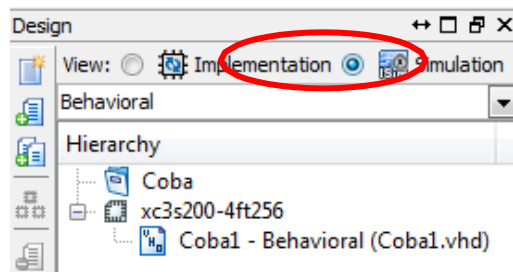 Design
View: Implementation Simulation
Behavioral
Hierarchy
Coba
xc3s200-4ft256
Coba1 - Behavioral (Coba1.vhd)